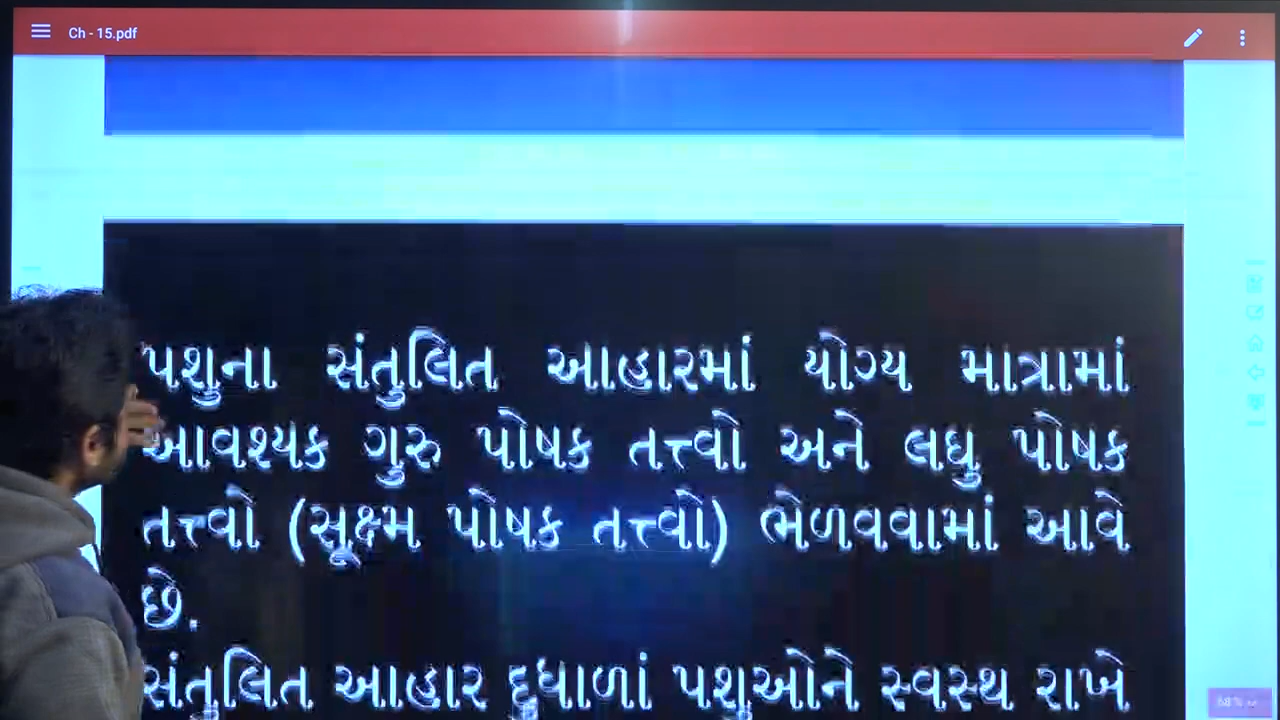 Ch - 15.pdf
પશુના સંતુલિત આહારમાં યોગ્ય માત્રામાં
આવશ્યક ગુરુ પોષક તત્ત્વો અને લઘુ પોષક
તત્ત્વો (સૂક્ષ્મ પોષક તત્ત્વો) ભેળવવામાં આવે
છે.
સંતુલિત આહાર દૂધાળાં પશુઓને સ્વસ્થ રાખે
68%